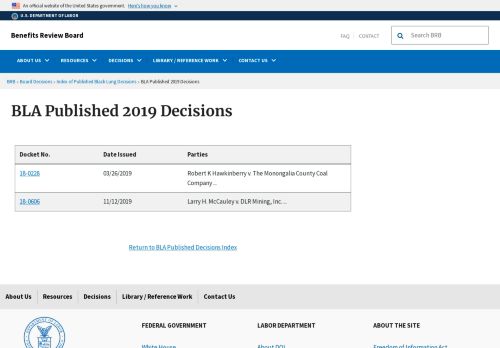 An official website of the United States government. Here's how you know
U.S. DEPARTMENT OF LABOR
Benefits Review Board
FAQ CONTACT
Search BRB
ABOUT US RESOURCES DECISIONS LIBRARY / REFERENCE WORK CONTACT US
BRB » Board Decisions » Index of Published Black Lung Decisions » BLA Published 2019 Decisions
BLA Published 2019 Decisions
Docket No. Date Issued Parties
18-0228 03/26/2019 Robert K Hawkinberry v. The Monongalia County Coal
Company ...
18-0606 11/12/2019 Larry H. McCauley v. DLR Mining, Inc. ...
Return to BLA Published Decisions Index
About Us Resources Decisions Library / Reference Work Contact Us
FEDERAL GOVERNMENT LABOR DEPARTMENT ABOUT THE SITE
White House About DOL Freedom of Information Act